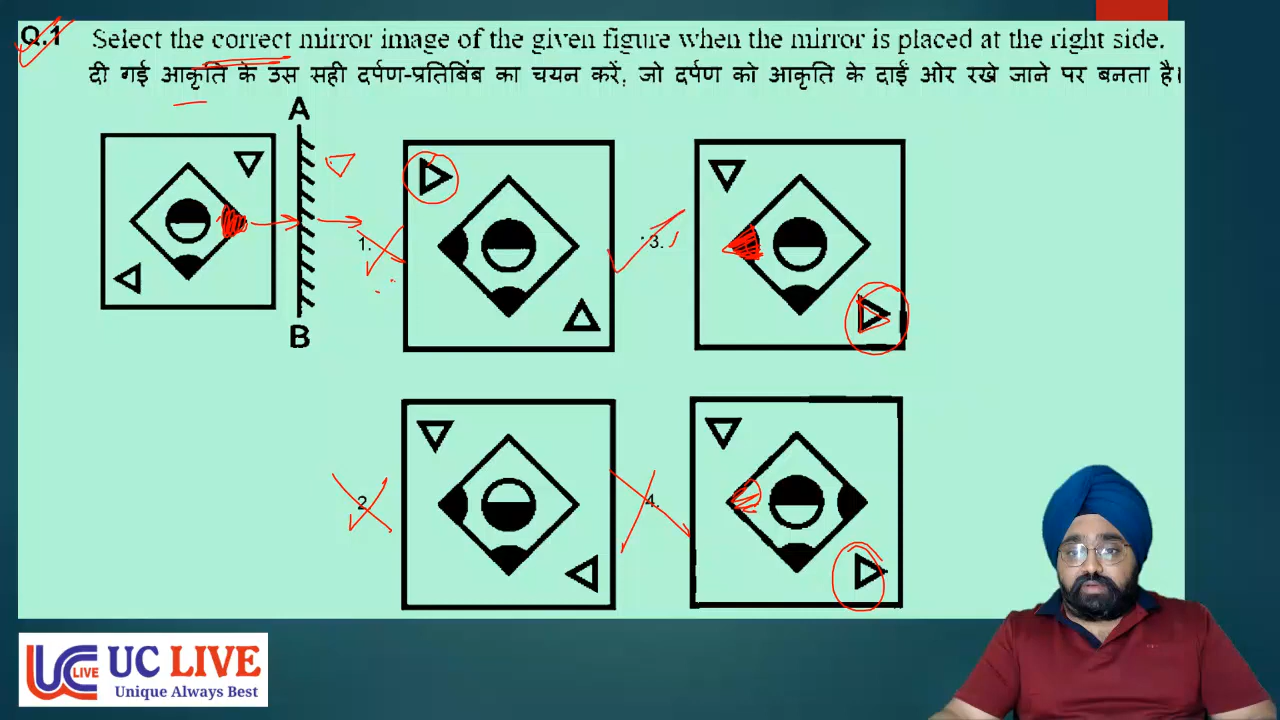 Q.1 Select the correct mirror image of the given figure when the mirror is placed at the right side.
दी गई आकृति के उस सही दर्पण-प्रतिबिंब का चयन करें, जो दर्पण को आकृति के दाईं ओर रखे जाने पर बनता है।
A
B
1.
3.
2.
4.
UC LIVE
LIVE
Unique Always Best